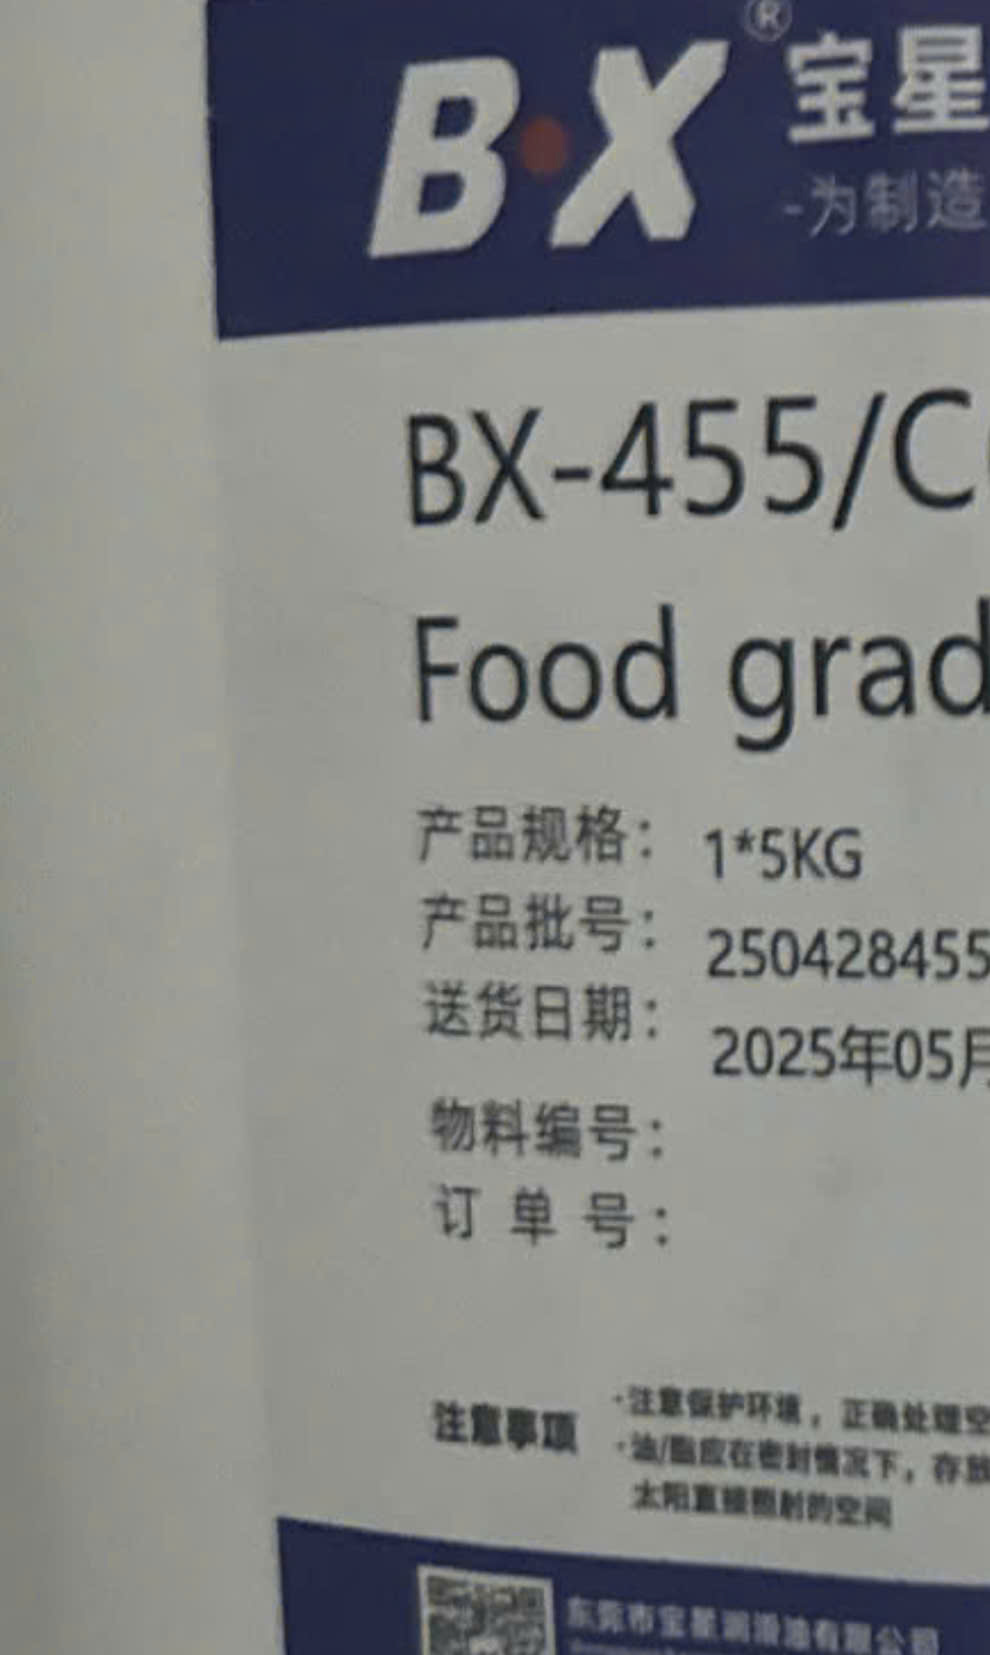 B·X® 宝星
-为制造
BX-455/C
Food grad
产品规格： 1*5KG
产品批号： 250428455
送货日期： 2025年05月
物料编号：
订 单 号：
注意事项
·注意保护环境，正确处理空
·油/脂应在密封情况下，存放
太阳直接照射的空间
东莞市宝星润滑油有限公司